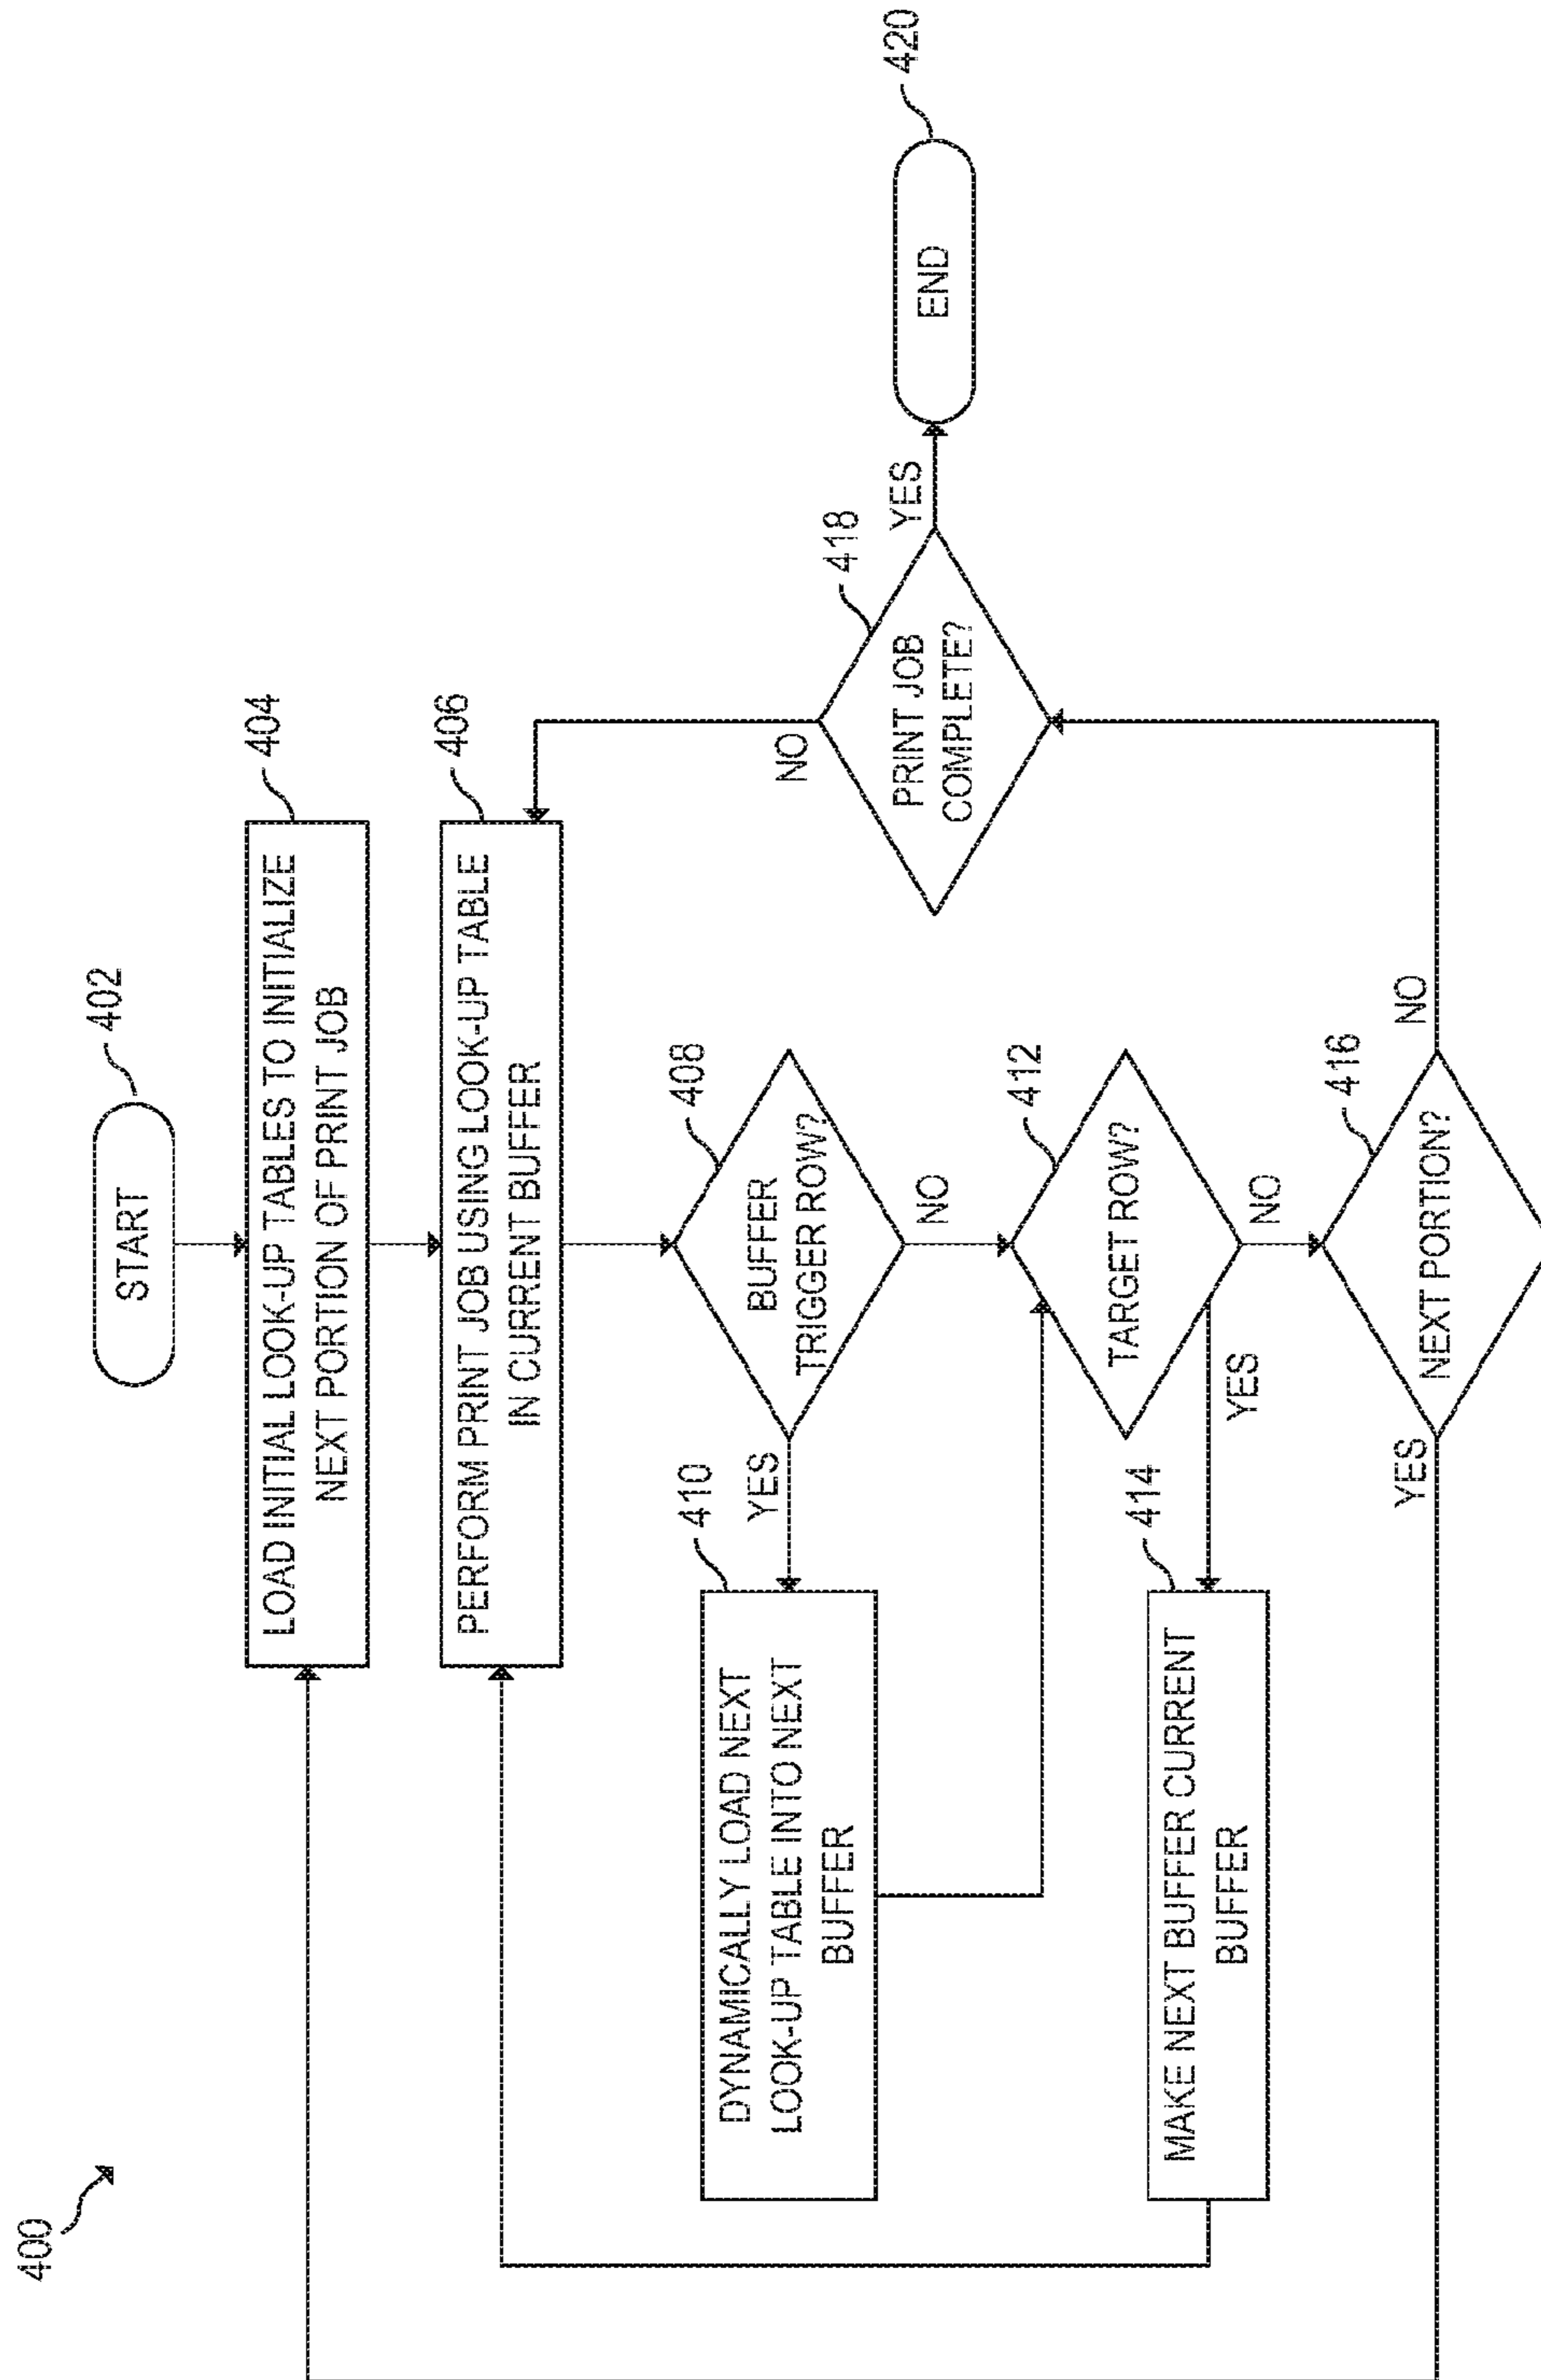 400
START
402
LOAD INITIAL LOOK-UP TABLES TO INITIALIZE
NEXT PORTION OF PRINT JOB
404
PERFORM PRINT JOB USING LOOK-UP TABLE
IN CURRENT BUFFER
406
BUFFER
TRIGGER ROW?
408
YES
NO
DYNAMICALLY LOAD NEXT
LOOK-UP TABLE INTO NEXT
BUFFER
410
TARGET ROW?
412
YES
NO
MAKE NEXT BUFFER CURRENT
BUFFER
414
NEXT PORTION?
416
YES
NO
PRINT JOB
COMPLETE?
418
NO
YES
END
420